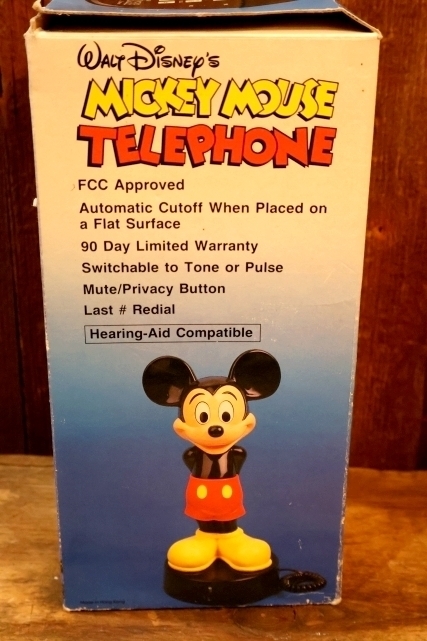 Walt Disney's
MICKEY MOUSE
TELEPHONE
FCC Approved
Automatic Cutoff When Placed on
a Flat Surface
90 Day Limited Warranty
Switchable to Tone or Pulse
Mute/Privacy Button
Last # Redial
Hearing-Aid Compatible